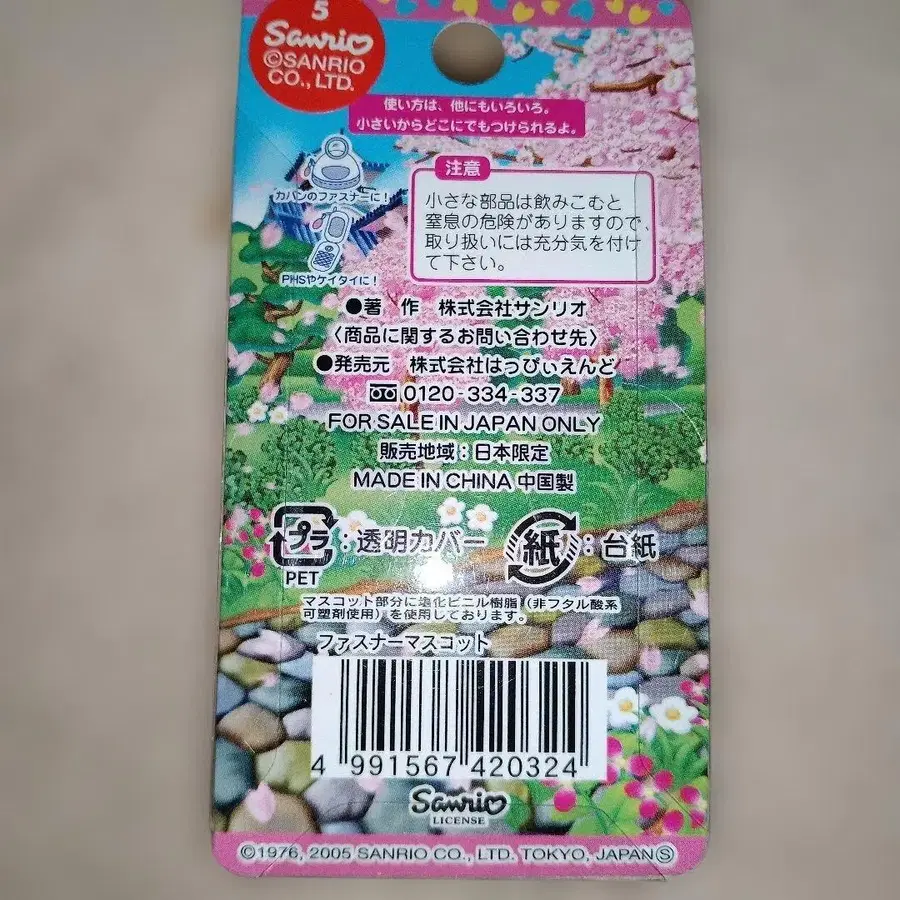 5
Sanrio
©SANRIO
CO., LTD.
使い方は、他にもいろいろ。
小さいからどこにでもつけられるよ。
カバンのファスナーに!
PHSやケイタイに!
注意
小さな部品は飲みこむと
窒息の危険がありますので、
取り扱いには充分気を付け
て下さい。
●著 作 株式会社サンリオ
〈商品に関するお問い合わせ先〉
●発売元 株式会社はっぴぃえんど
0120-334-337
FOR SALE IN JAPAN ONLY
販売地域:日本限定
MADE IN CHINA 中国製
プラ:透明カバー
PET
紙:台紙
マスコット部分に塩化ビニル樹脂(非フタル酸系
可塑剤使用)を使用しております。
ファスナーマスコット
4 991567 420324
Sanrio
LICENSE
©1976, 2005 SANRIO CO., LTD. TOKYO, JAPAN Ⓢ